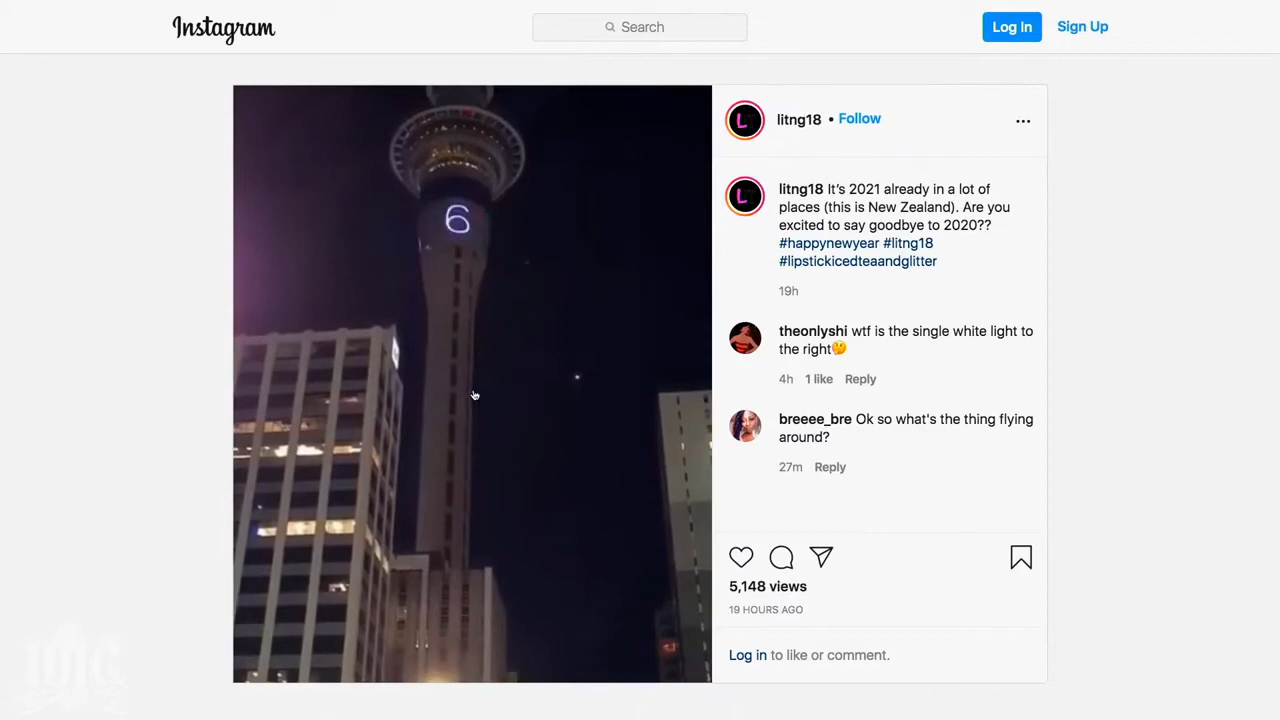 Instagram
Search
Log In
Sign Up
6
litng18 • Follow
litng18 It’s 2021 already in a lot of
places (this is New Zealand). Are you
excited to say goodbye to 2020??
#happynewyear #litng18
#lipstickicedteaandglitter
19h
theonlyshi wtf is the single white light to
the right🤔
4h 1 like Reply
breeee_bre Ok so what's the thing flying
around?
27m Reply
5,148 views
19 HOURS AGO
Log in to like or comment.